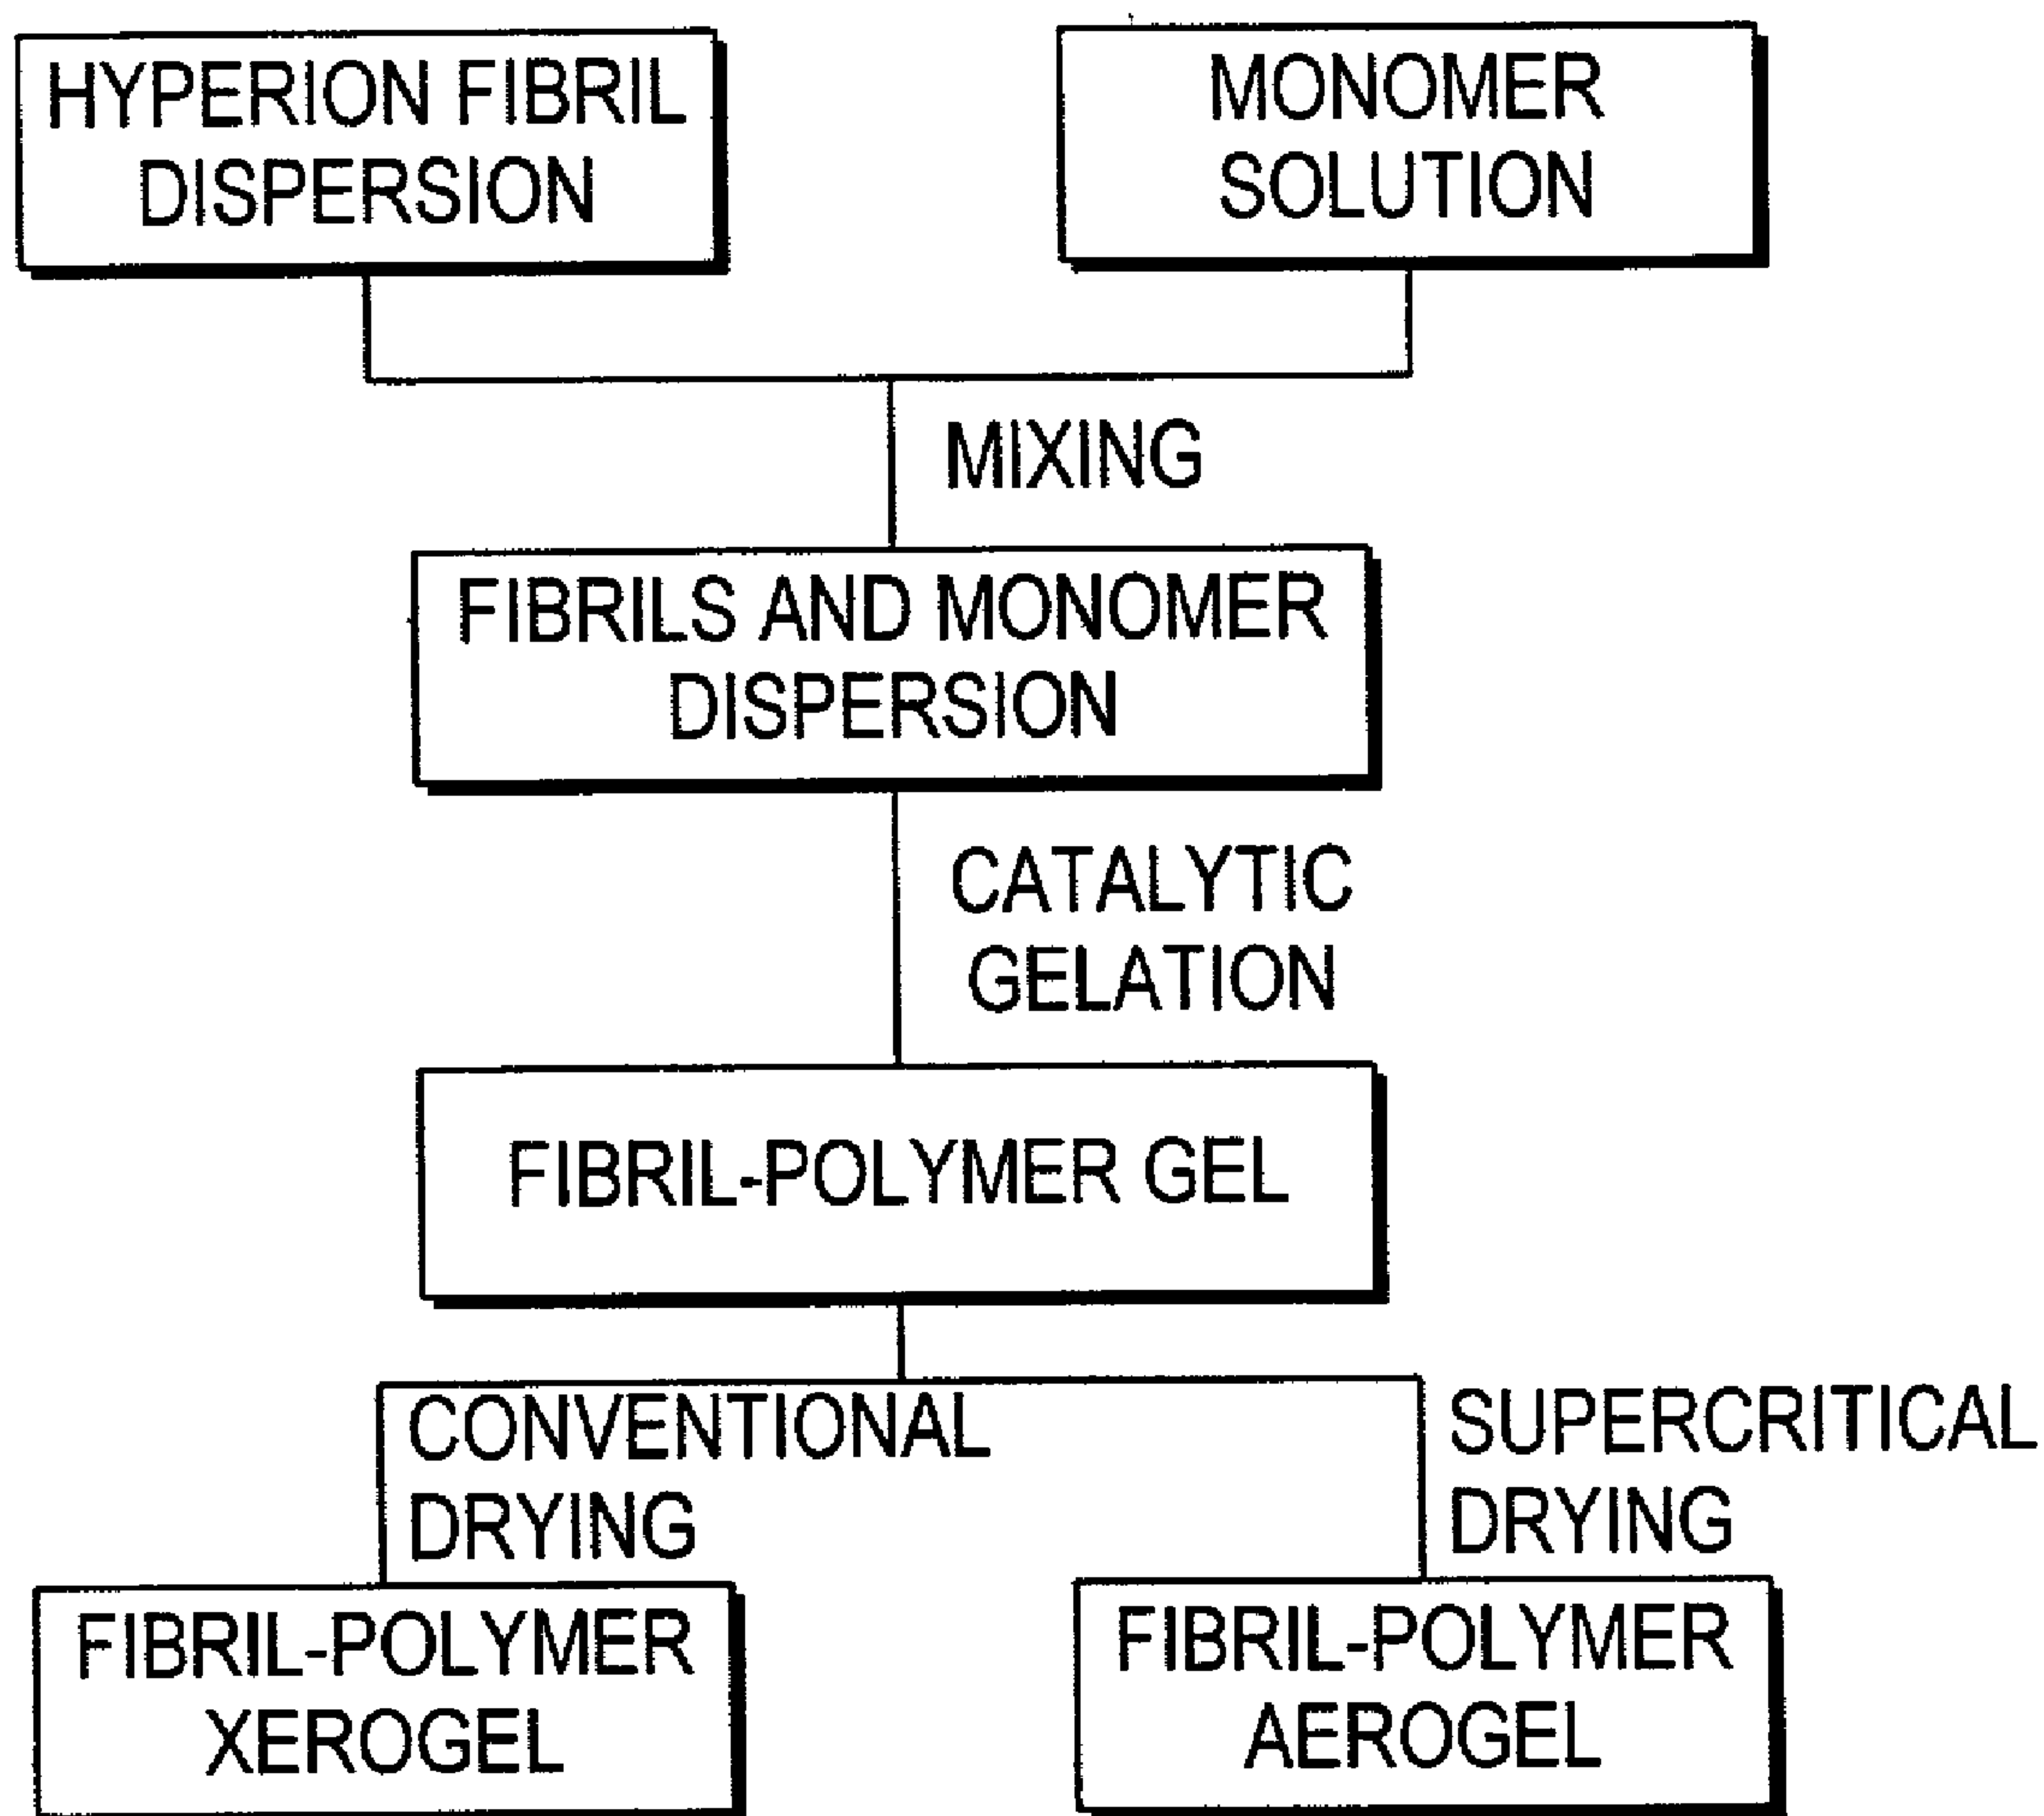 HYPERION FIBRIL
DISPERSION
MONOMER
SOLUTION
MIXING
FIBRILS AND MONOMER
DISPERSION
CATALYTIC
GELATION
FIBRIL-POLYMER GEL
CONVENTIONAL
DRYING
SUPERCRITICAL
DRYING
FIBRIL-POLYMER
XEROGEL
FIBRIL-POLYMER
AEROGEL